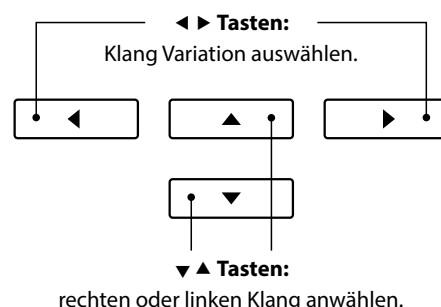 ◀ ▶ Tasten:
Klang Variation auswählen.
▼ ▲ Tasten:
rechten oder linken Klang anwählen.